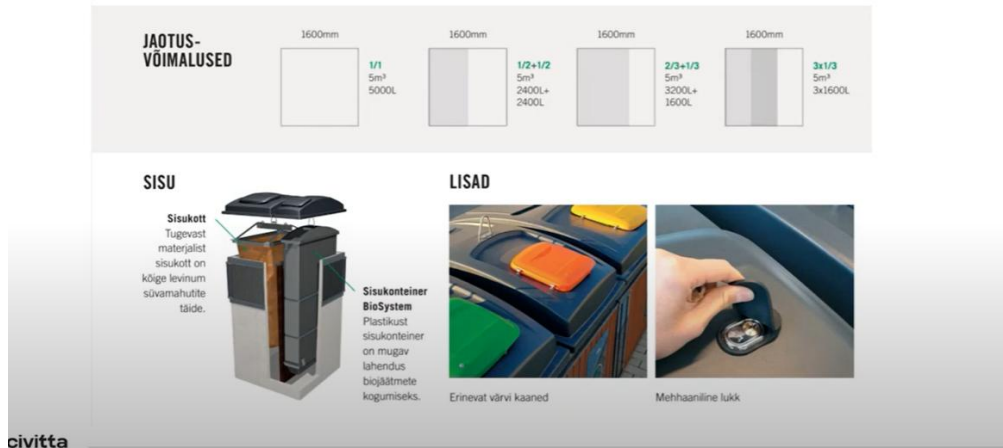 JAOTUS-
VÕIMALUSED
1600mm
1/1
5m³
5000L
1600mm
1/2+1/2
5m³
2400L+
2400L
1600mm
2/3+1/3
5m³
3200L+
1600L
1600mm
3x1/3
5m³
3x1600L
SISU
Sisukott
Tugevast
materjalist
sisukott on
kõige levinum
süvamahutite
täide.
Sisukonteiner
BioSystem
Plastikust
sisukonteiner
on mugav
lahendus
biojäätmete
kogumiseks.
LISAD
Erinevat värvi kaaned
Mehhaaniline lukk
civitta